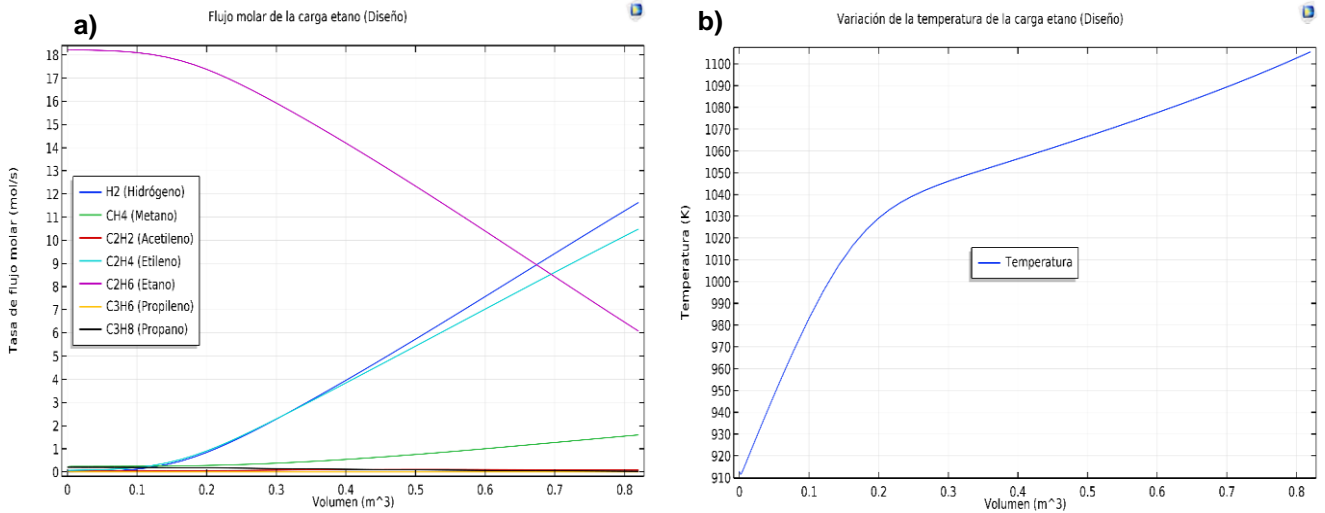 a)
Flujo molar de la carga etano (Diseño)
Tasa de flujo molar (mol/s)
18
17
16
15
14
13
12
11
10
9
8
7
6
5
4
3
2
1
0
H2 (Hidrógeno)
CH4 (Metano)
C2H2 (Acetileno)
C2H4 (Etileno)
C2H6 (Etano)
C3H6 (Propileno)
C3H8 (Propano)
0 0.1 0.2 0.3 0.4 0.5 0.6 0.7 0.8
Volumen (m^3)
b)
Variación de la temperatura de la carga etano (Diseño)
Temperatura (K)
1100
1090
1080
1070
1060
1050
1040
1030
1020
1010
1000
990
980
970
960
950
940
930
920
910
Temperatura
0 0.1 0.2 0.3 0.4 0.5 0.6 0.7 0.8
Volumen (m^3)